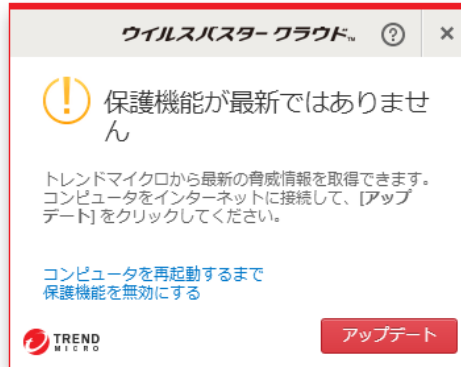 ウイルスバスター クラウド™ ? ×
保護機能が最新ではありませ
ん
トレンドマイクロから最新の脅威情報を取得できます。
コンピュータをインターネットに接続して、[アップ
デート] をクリックしてください。
コンピュータを再起動するまで
保護機能を無効にする
TREND
MICRO
アップデート